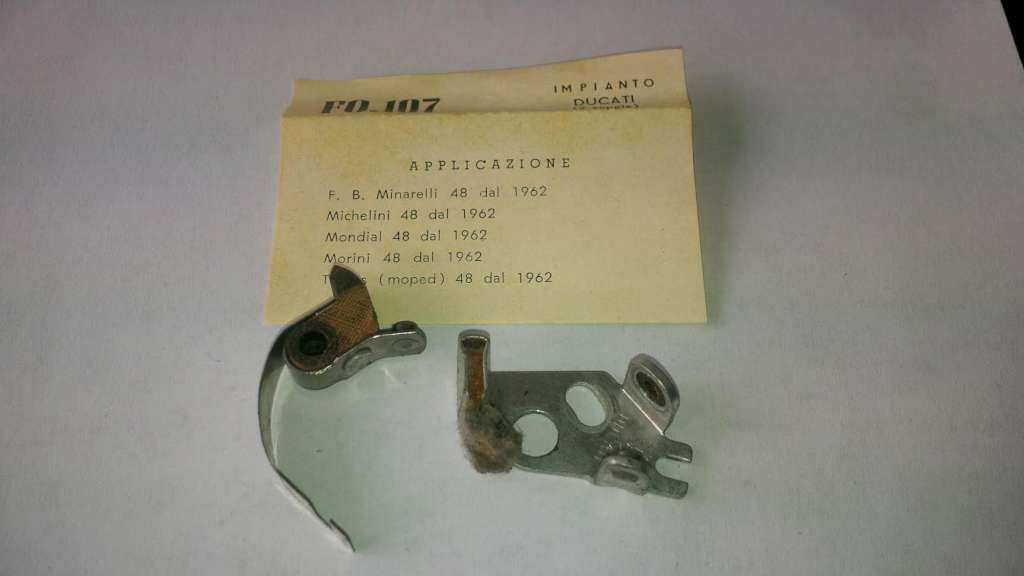 FO-107
IMPIANTO
DUCATI
APPLICAZIONE
F. B. Minarelli 48 dal 1962
Michelini 48 dal 1962
Mondial 48 dal 1962
Morini 48 dal 1962
(moped) 48 dal 1962